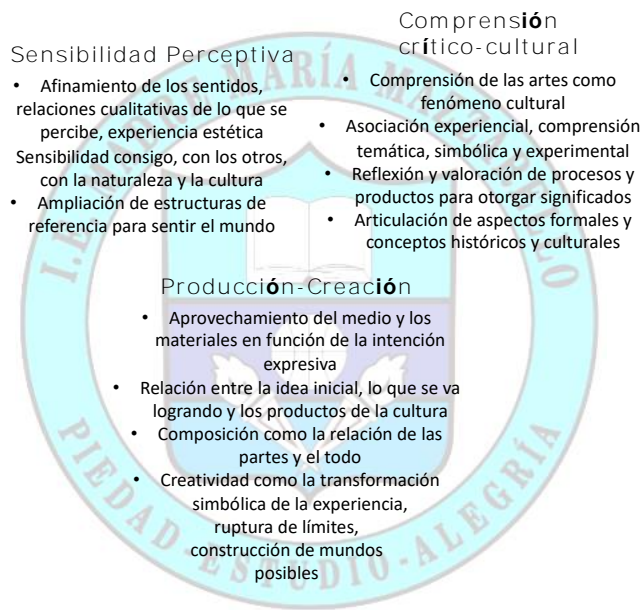 Sensibilidad Perceptiva
• Afinamiento de los sentidos,
relaciones cualitativas de lo que se
percibe, experiencia estética
Sensibilidad consigo, con los otros,
con la naturaleza y la cultura
• Ampliación de estructuras de
referencia para sentir el mundo
Comprensión
crítico-cultural
• Comprensión de las artes como
fenómeno cultural
• Asociación experiencial, comprensión
temática, simbólica y experimental
• Reflexión y valoración de procesos y
productos para otorgar significados
• Articulación de aspectos formales y
conceptos históricos y culturales
Producción-Creación
• Aprovechamiento del medio y los
materiales en función de la intención
expresiva
• Relación entre la idea inicial, lo que se va
logrando y los productos de la cultura
• Composición como la relación de las
partes y el todo
• Creatividad como la transformación
simbólica de la experiencia,
ruptura de límites,
construcción de mundos
posibles
I.E. MADRE MARÍA MAZZARELLO
PIEDAD - ESTUDIO - ALEGRÍA